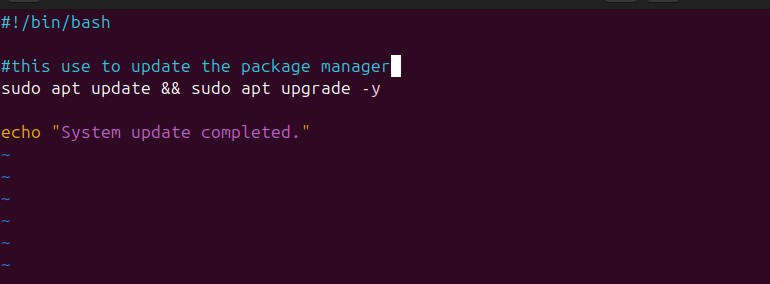 #!/bin/bash
#this use to update the package manager
sudo apt update && sudo apt upgrade -y
echo "System update completed."
~
~
~
~
~
~